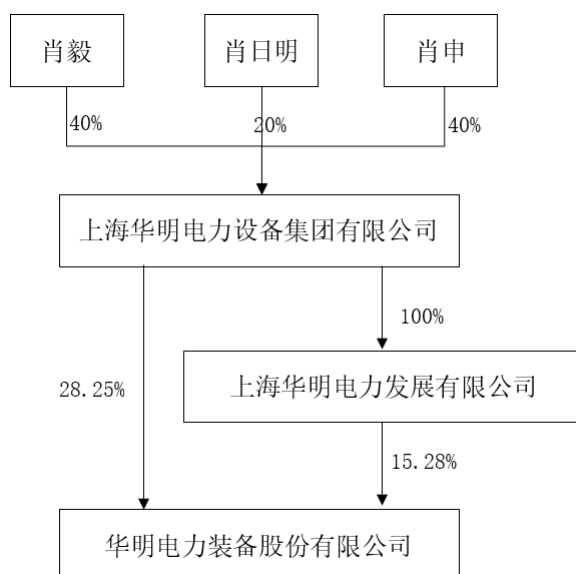 肖毅
肖日明
肖申
40%
20%
40%
上海华明电力设备集团有限公司
100%
上海华明电力发展有限公司
28.25%
15.28%
华明电力装备股份有限公司